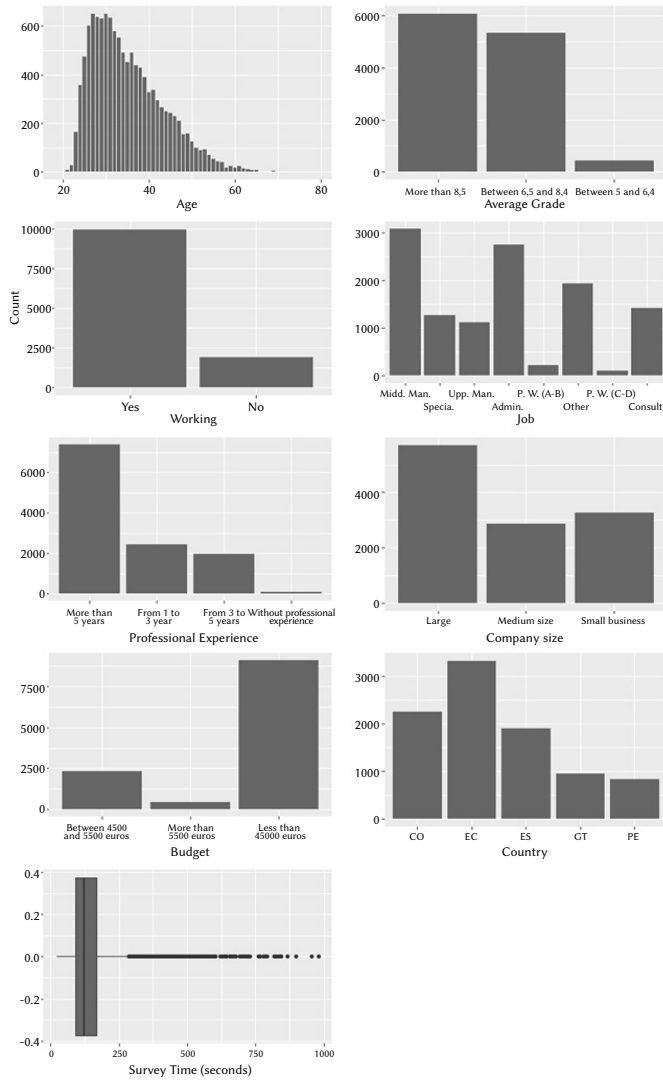 600
400
200
0
20 40 60 80
Age
6000
4000
2000
0
More than 8,5 Between 6,5 and 8,4 Between 5 and 6,4
Average Grade
Count
10000
7500
5000
2500
0
Yes No
Working
3000
2000
1000
0
Midd. Man. Upp. Man. P. W. (A-B) P. W. (C-D)
Specia. Admin. Other Consult
Job
6000
4000
2000
0
More than From 1 to From 3 to Without professional
5 years 3 year 5 years experience
Professional Experience
4000
2000
0
Large Medium size Small business
Company size
7500
5000
2500
0
Between 4500 More than Less than
and 5500 euros 5500 euros 45000 euros
Budget
3000
2000
1000
0
CO EC ES GT PE
Country
0.4
0.2
0.0
-0.2
-0.4
0 250 500 750 1000
Survey Time (seconds)